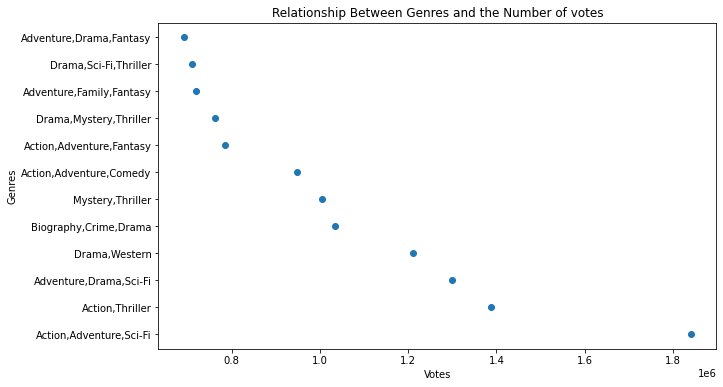 Relationship Between Genres and the Number of votes
Adventure,Drama,Fantasy
Drama,Sci-Fi,Thriller
Adventure,Family,Fantasy
Drama,Mystery,Thriller
Action,Adventure,Fantasy
Action,Adventure,Comedy
Mystery,Thriller
Biography,Crime,Drama
Drama,Western
Adventure,Drama,Sci-Fi
Action,Thriller
Action,Adventure,Sci-Fi
Genres
0.8 1.0 1.2 1.4 1.6 1.8
1e6
Votes